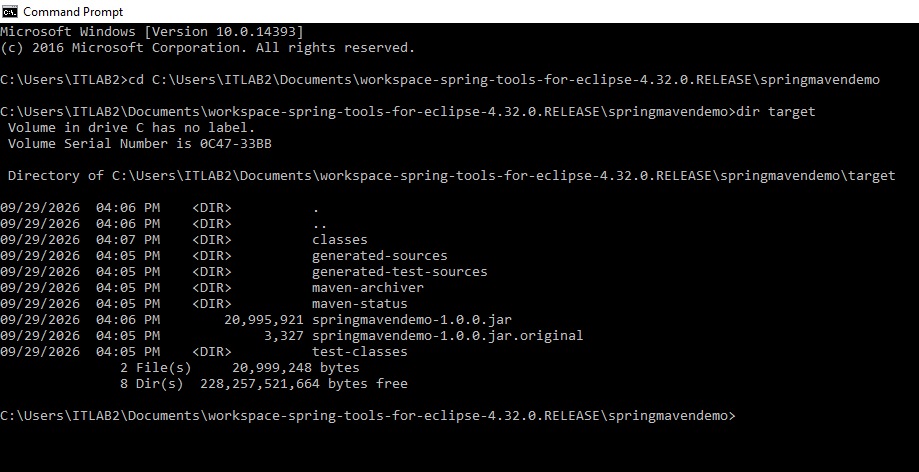 Command Prompt
Microsoft Windows [Version 10.0.14393]
(c) 2016 Microsoft Corporation. All rights reserved.
C:\Users\ITLAB2>cd C:\Users\ITLAB2\Documents\workspace-spring-tools-for-eclipse-4.32.0.RELEASE\springmavendemo
C:\Users\ITLAB2\Documents\workspace-spring-tools-for-eclipse-4.32.0.RELEASE\springmavendemo>dir target
 Volume in drive C has no label.
 Volume Serial Number is 0C47-33BB
 Directory of C:\Users\ITLAB2\Documents\workspace-spring-tools-for-eclipse-4.32.0.RELEASE\springmavendemo\target
09/29/2026  04:06 PM    <DIR>          .
09/29/2026  04:06 PM    <DIR>          ..
09/29/2026  04:07 PM    <DIR>          classes
09/29/2026  04:05 PM    <DIR>          generated-sources
09/29/2026  04:05 PM    <DIR>          generated-test-sources
09/29/2026  04:05 PM    <DIR>          maven-archiver
09/29/2026  04:05 PM    <DIR>          maven-status
09/29/2026  04:06 PM        20,995,921 springmavendemo-1.0.0.jar
09/29/2026  04:05 PM             3,327 springmavendemo-1.0.0.jar.original
09/29/2026  04:05 PM    <DIR>          test-classes
               2 File(s)     20,999,248 bytes
               8 Dir(s)  228,257,521,664 bytes free
C:\Users\ITLAB2\Documents\workspace-spring-tools-for-eclipse-4.32.0.RELEASE\springmavendemo>